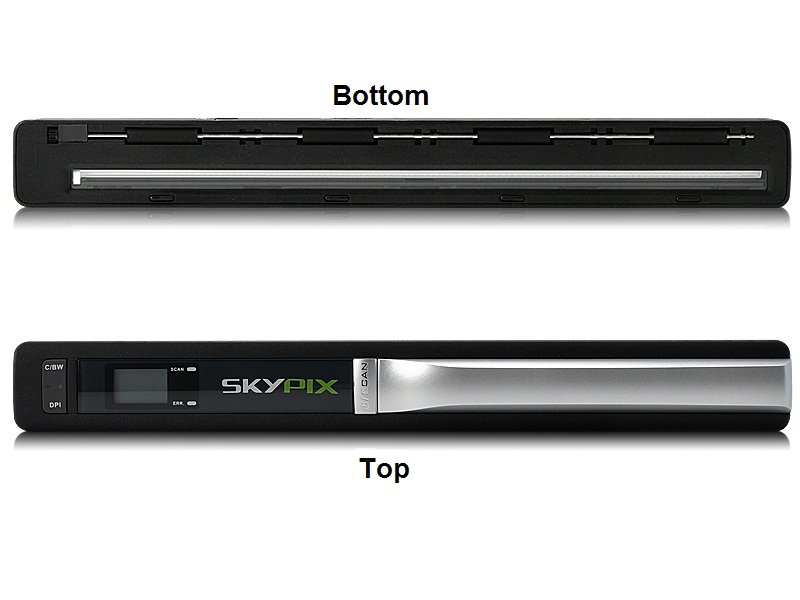 Bottom
C/BW
SCAN
SKYPIX
ERR.
DPI
Top